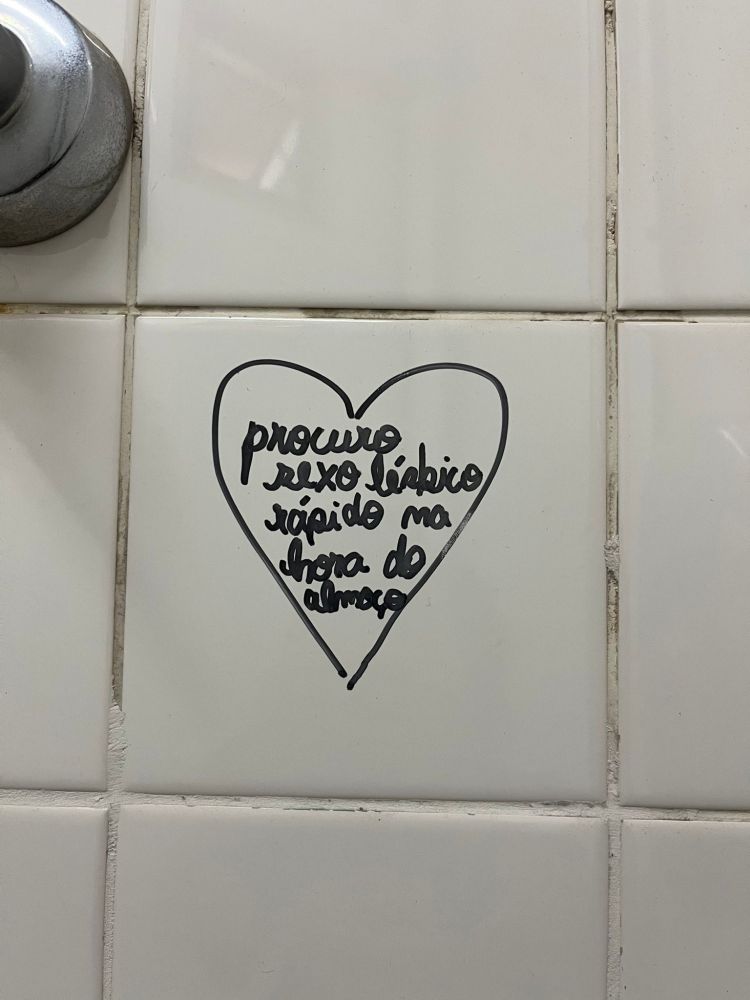 procuro
sexo lésbico
rápido na
hora do
almoço